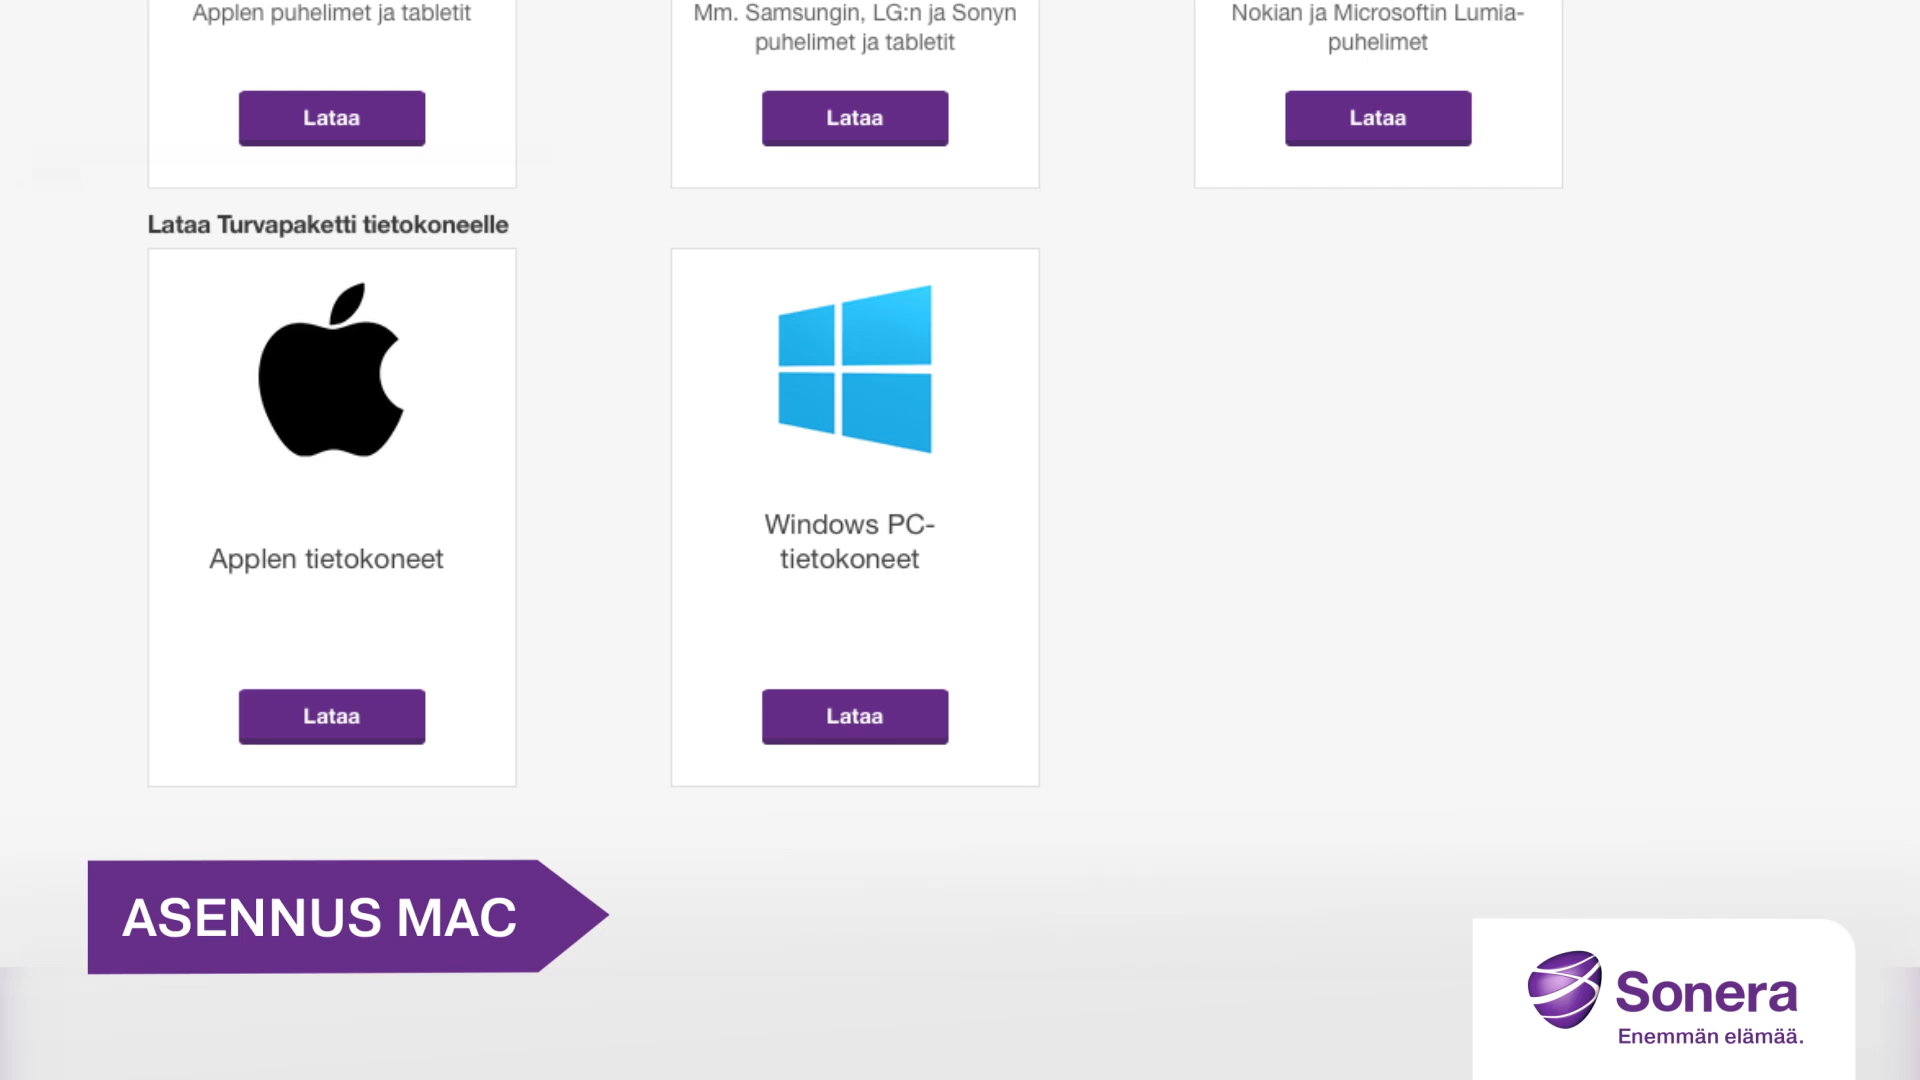 Applen puhelimet ja tabletit
Mm. Samsungin, LG:n ja Sonyn
puhelimet ja tabletit
Nokian ja Microsoftin Lumia-
puhelimet
Lataa
Lataa
Lataa
Lataa Turvapaketti tietokoneelle
Applen tietokoneet
Windows PC-
tietokoneet
Lataa
Lataa
ASENNUS MAC
Sonera
Enemmän elämää.